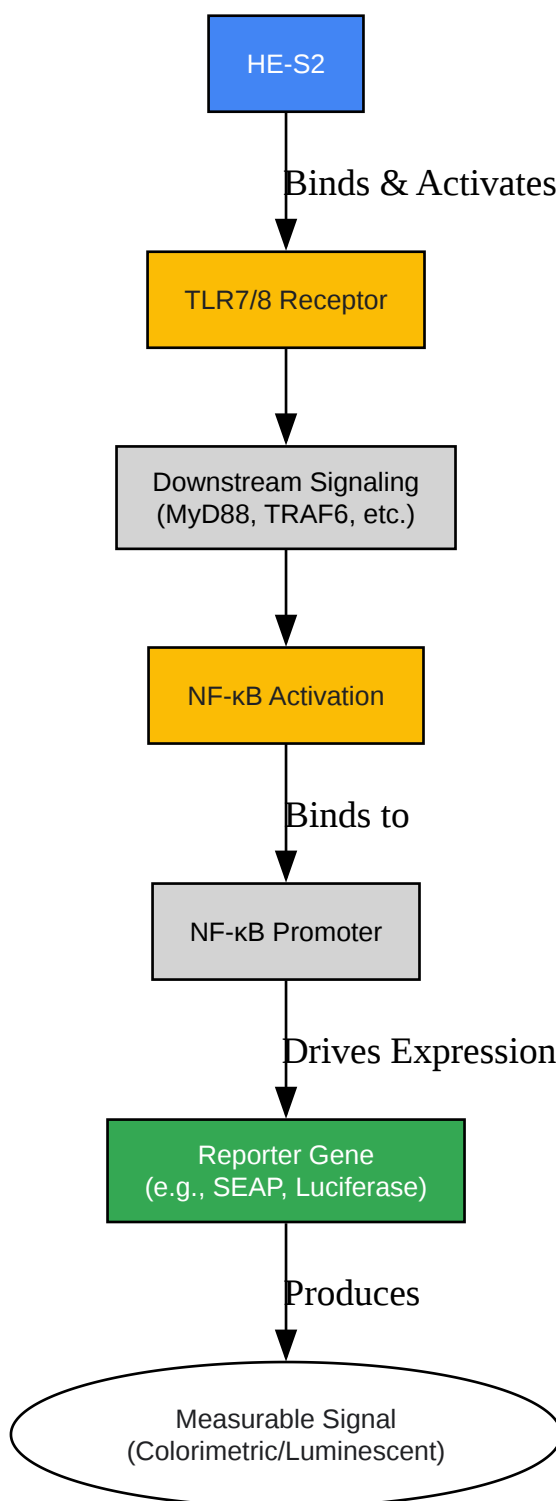 HE-S2
Binds & Activates
TLR7/8 Receptor
Downstream Signaling
(MyD88, TRAF6, etc.)
NF-κB Activation
Binds to
NF-κB Promoter
Drives Expression
Reporter Gene
(e.g., SEAP, Luciferase)
Produces
Measurable Signal
(Colorimetric/Luminescent)